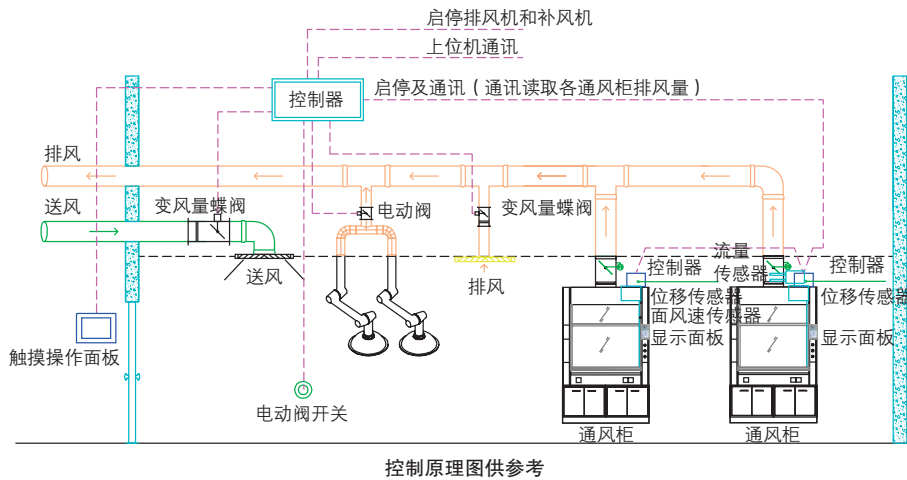 启停排风机和补风机
上位机通讯
启停及通讯（通讯读取各通风柜排风量）
控制器
排风
送风
变风量蝶阀
电动阀
变风量蝶阀
送风
排风
流量
传感器
控制器
控制器
位移传感器
位移传感器
面风速传感器
显示面板
显示面板
触摸操作面板
电动阀开关
通风柜
通风柜
控制原理图供参考